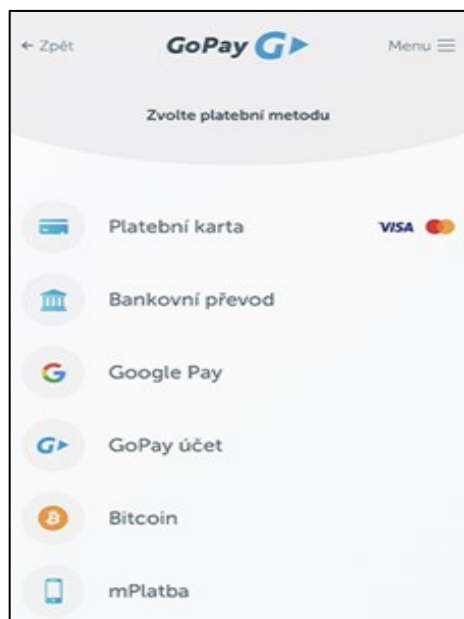 ← Zpět GoPay Menu
Zvolte platební metodu
Platební karta VISA
Bankovní převod
Google Pay
GoPay účet
Bitcoin
mPlatba